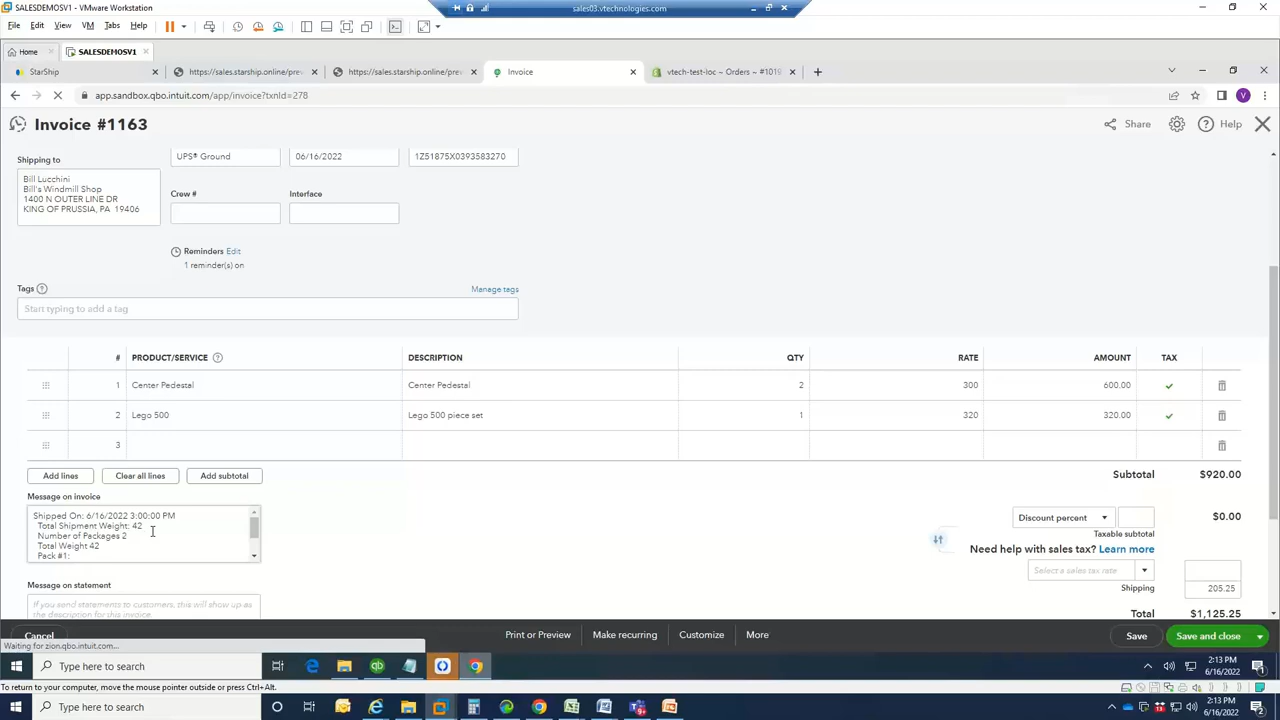 SALESDEMOSV1 - VMware Workstation
sales03.vtechnologies.com
File Edit View VM Tabs Help
Home
SALESDEMOSV1
StarShip
https://sales.starship.online/pre
https://sales.starship.online/pre
Invoice
vtech-test-loc ~ Orders ~ #1019
app.sandbox.qbo.intuit.com/app/invoice?txnId=278
V
Invoice #1163
Share
Help
Shipping to
UPS® Ground
06/16/2022
1Z51875X0393583270
Bill Lucchini
Bill's Windmill Shop
1400 N OUTER LINE DR
KING OF PRUSSIA, PA 19406
Crew #
Interface
Reminders Edit
1 reminder(s) on
Tags
Manage tags
Start typing to add a tag
# PRODUCT/SERVICE DESCRIPTION QTY RATE AMOUNT TAX
1 Center Pedestal Center Pedestal 2 300 600.00
2 Lego 500 Lego 500 piece set 1 320 320.00
3
Add lines
Clear all lines
Add subtotal
Subtotal $920.00
Message on invoice
Shipped On: 6/16/2022 3:00:00 PM
Total Shipment Weight: 42
Number of Packages 2
Total Weight 42
Pack #1:
Discount percent
$0.00
Taxable subtotal
Need help with sales tax? Learn more
Select a sales tax rate
Shipping
205.25
Message on statement
If you send statements to customers, this will show up as
the description for this invoice.
Total $1,125.25
Cancel
Print or Preview
Make recurring
Customize
More
Save
Save and close
Waiting for zion.qbo.intuit.com...
Type here to search
2:13 PM
6/16/2022
To return to your computer, move the mouse pointer outside or press Ctrl+Alt.
Type here to search
2:13 PM
6/16/2022